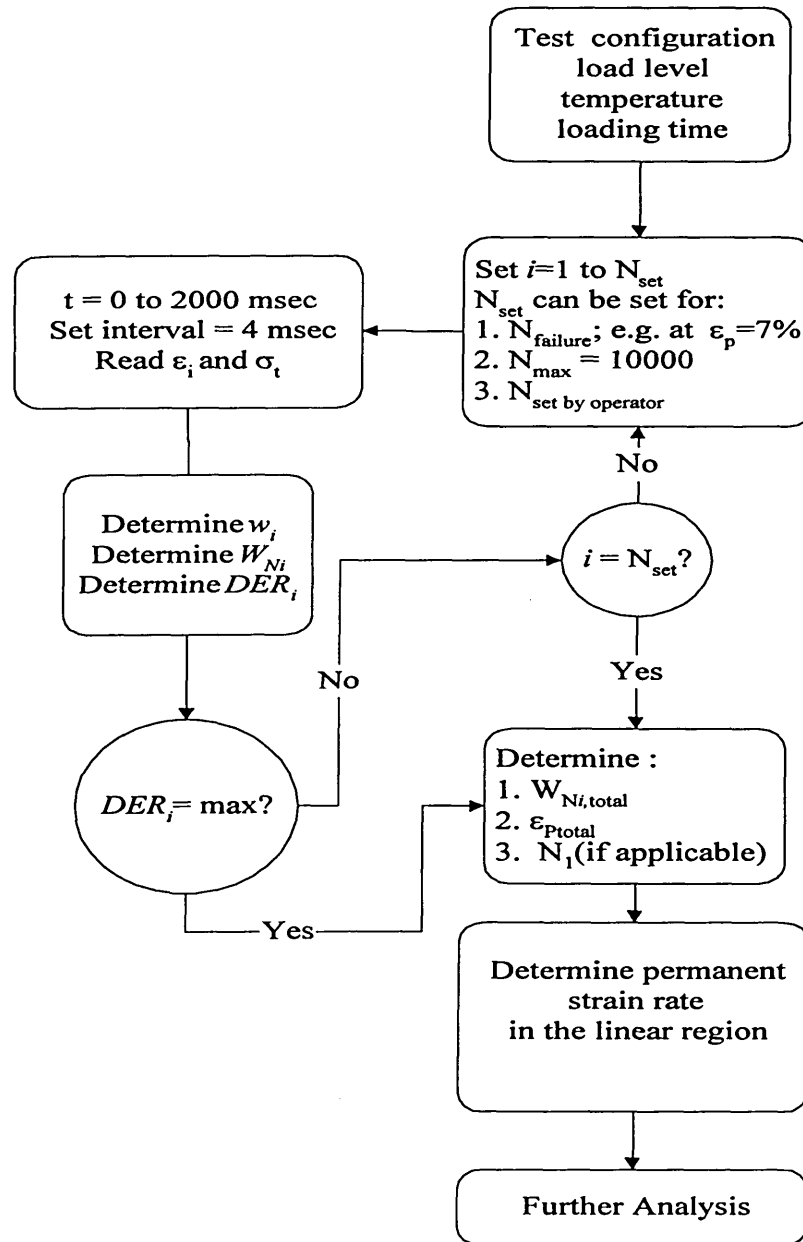 Test configuration
load level
temperature
loading time
Set i=1 to N_set
N_set can be set for:
1. N_failure; e.g. at ε_p=7%
2. N_max = 10000
3. N_set by operator
t = 0 to 2000 msec
Set interval = 4 msec
Read ε_i and σ_t
Determine w_i
Determine W_Ni
Determine DER_i
DER_i= max?
No
i = N_set?
No
Yes
Yes
Determine :
1. W_Ni,total
2. ε_Ptotal
3. N_1(if applicable)
Determine permanent
strain rate
in the linear region
Further Analysis